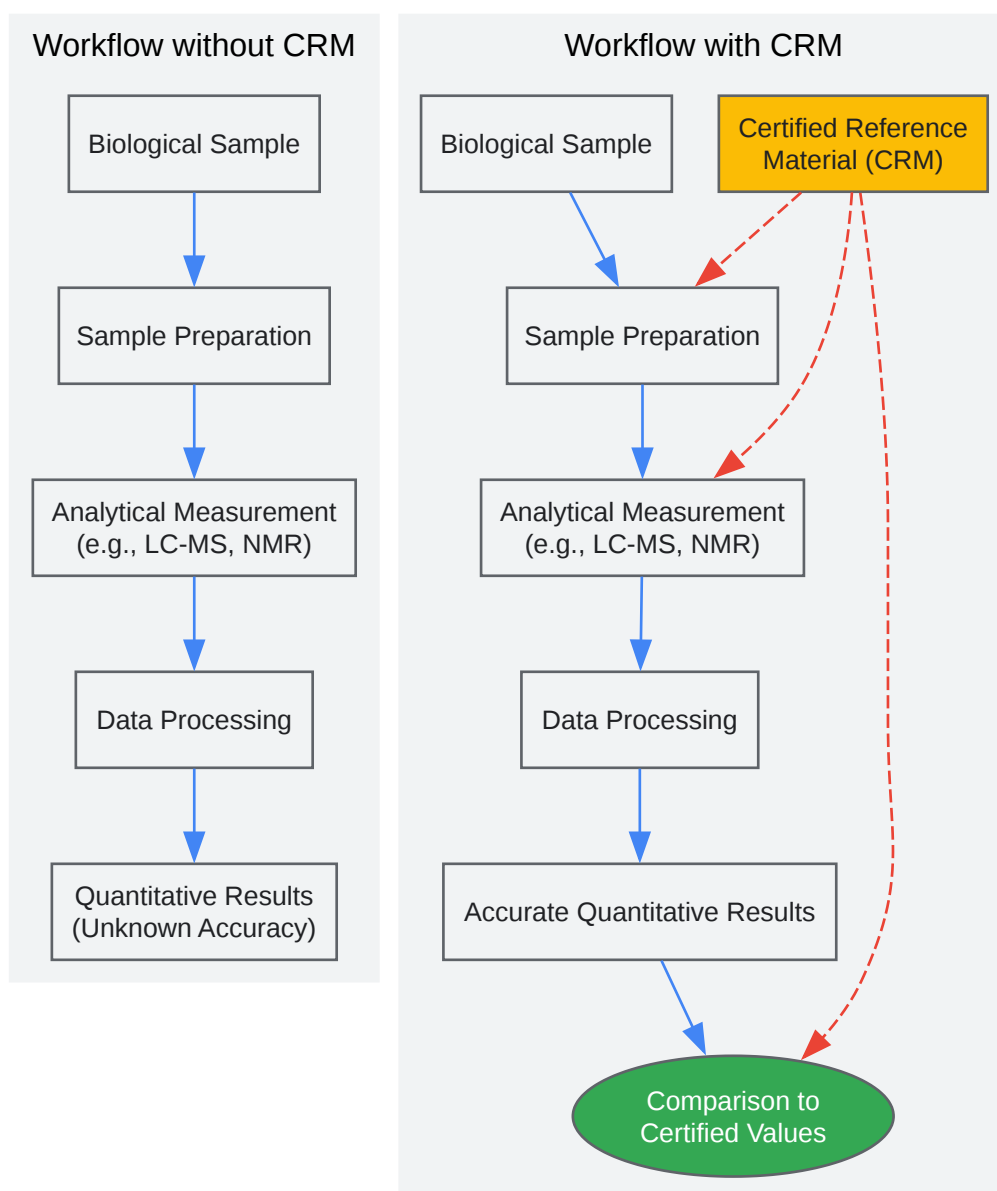 Workflow without CRM
Biological Sample
Sample Preparation
Analytical Measurement
(e.g., LC-MS, NMR)
Data Processing
Quantitative Results
(Unknown Accuracy)
Workflow with CRM
Biological Sample
Certified Reference
Material (CRM)
Sample Preparation
Analytical Measurement
(e.g., LC-MS, NMR)
Data Processing
Accurate Quantitative Results
Comparison to
Certified Values